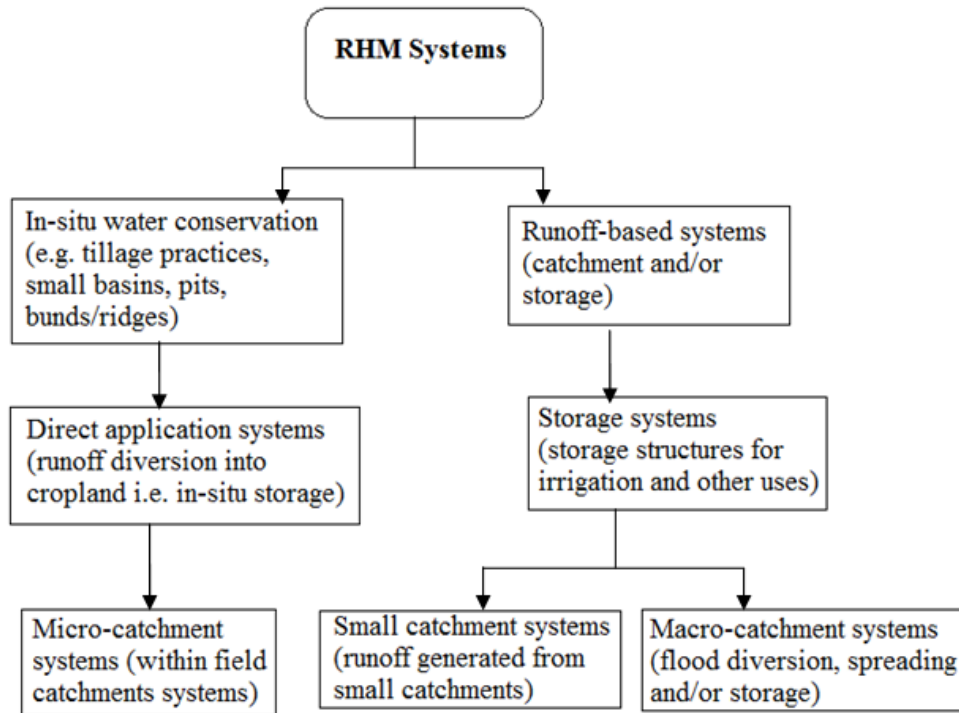 RHM Systems
In-situ water conservation
(e.g. tillage practices,
small basins, pits,
bunds/ridges)
Runoff-based systems
(catchment and/or
storage)
Direct application systems
(runoff diversion into
cropland i.e. in-situ storage)
Storage systems
(storage structures for
irrigation and other uses)
Micro-catchment
systems (within field
catchments systems)
Small catchment systems
(runoff generated from
small catchments)
Macro-catchment systems
(flood diversion, spreading
and/or storage)